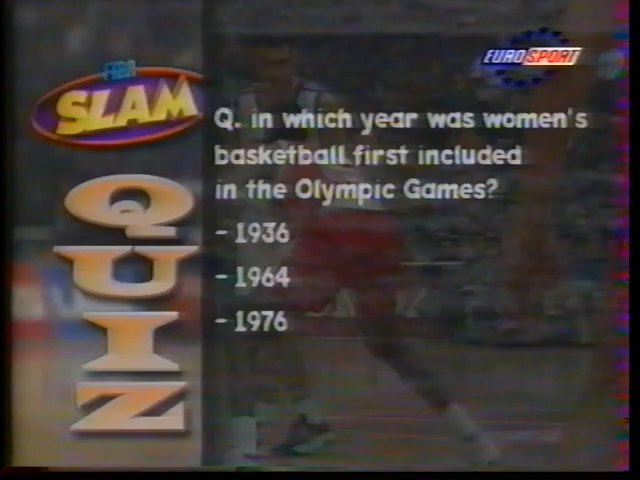 EUROSPORT
FIBA
SLAM
QUIZ
Q. in which year was women's
basketball first included
in the Olympic Games?
- 1936
- 1964
- 1976